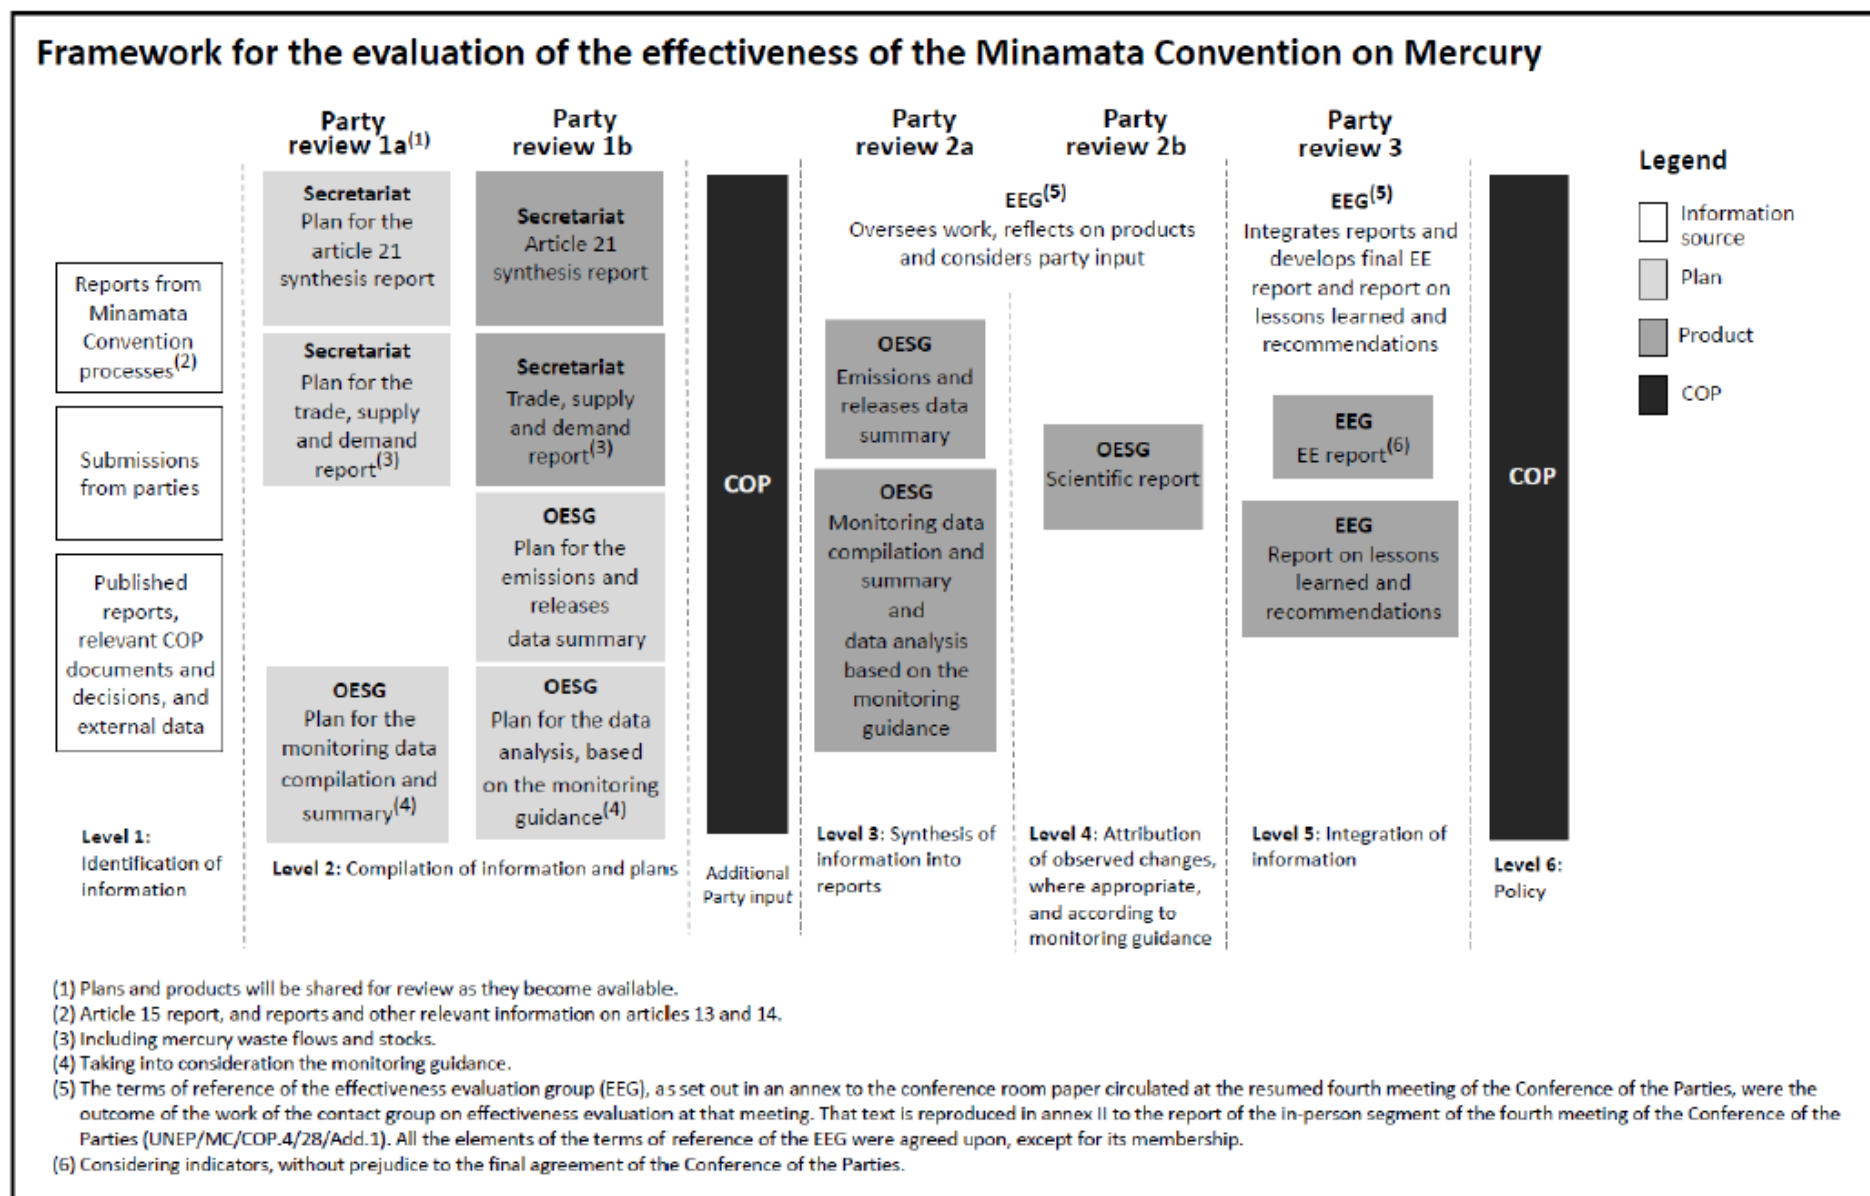 Framework for the evaluation of the effectiveness of the Minamata Convention on Mercury
Party
review 1a(1)
Party
review 1b
Party
review 2a
Party
review 2b
Party
review 3
Reports from
Minamata
Convention
processes(2)
Submissions
from parties
Published
reports,
relevant COP
documents and
decisions, and
external data
Level 1:
Identification of
information
Secretariat
Plan for the
article 21
synthesis report
Secretariat
Plan for the
trade, supply
and demand
report(3)
OESG
Plan for the
monitoring data
compilation and
summary(4)
Secretariat
Article 21
synthesis report
Secretariat
Trade, supply
and demand
report(3)
OESG
Plan for the
emissions and
releases
data summary
OESG
Plan for the data
analysis, based
on the monitoring
guidance(4)
Level 2: Compilation of information and plans
COP
Additional
Party input
EEG(5)
Oversees work, reflects on products
and considers party input
OESG
Emissions and
releases data
summary
OESG
Monitoring data
compilation and
summary
and
data analysis
based on the
monitoring
guidance
Level 3: Synthesis of
information into
reports
OESG
Scientific report
Level 4: Attribution
of observed changes,
where appropriate,
and according to
monitoring guidance
EEG(5)
Integrates reports and
develops final EE
report and report on
lessons learned and
recommendations
EEG
EE report(6)
EEG
Report on lessons
learned and
recommendations
Level 5: Integration of
information
COP
Level 6:
Policy
Legend
Information
source
Plan
Product
COP
(1) Plans and products will be shared for review as they become available.
(2) Article 15 report, and reports and other relevant information on articles 13 and 14.
(3) Including mercury waste flows and stocks.
(4) Taking into consideration the monitoring guidance.
(5) The terms of reference of the effectiveness evaluation group (EEG), as set out in an annex to the conference room paper circulated at the resumed fourth meeting of the Conference of the Parties, were the
outcome of the work of the contact group on effectiveness evaluation at that meeting. That text is reproduced in annex II to the report of the in-person segment of the fourth meeting of the Conference of the
Parties (UNEP/MC/COP.4/28/Add.1). All the elements of the terms of reference of the EEG were agreed upon, except for its membership.
(6) Considering indicators, without prejudice to the final agreement of the Conference of the Parties.